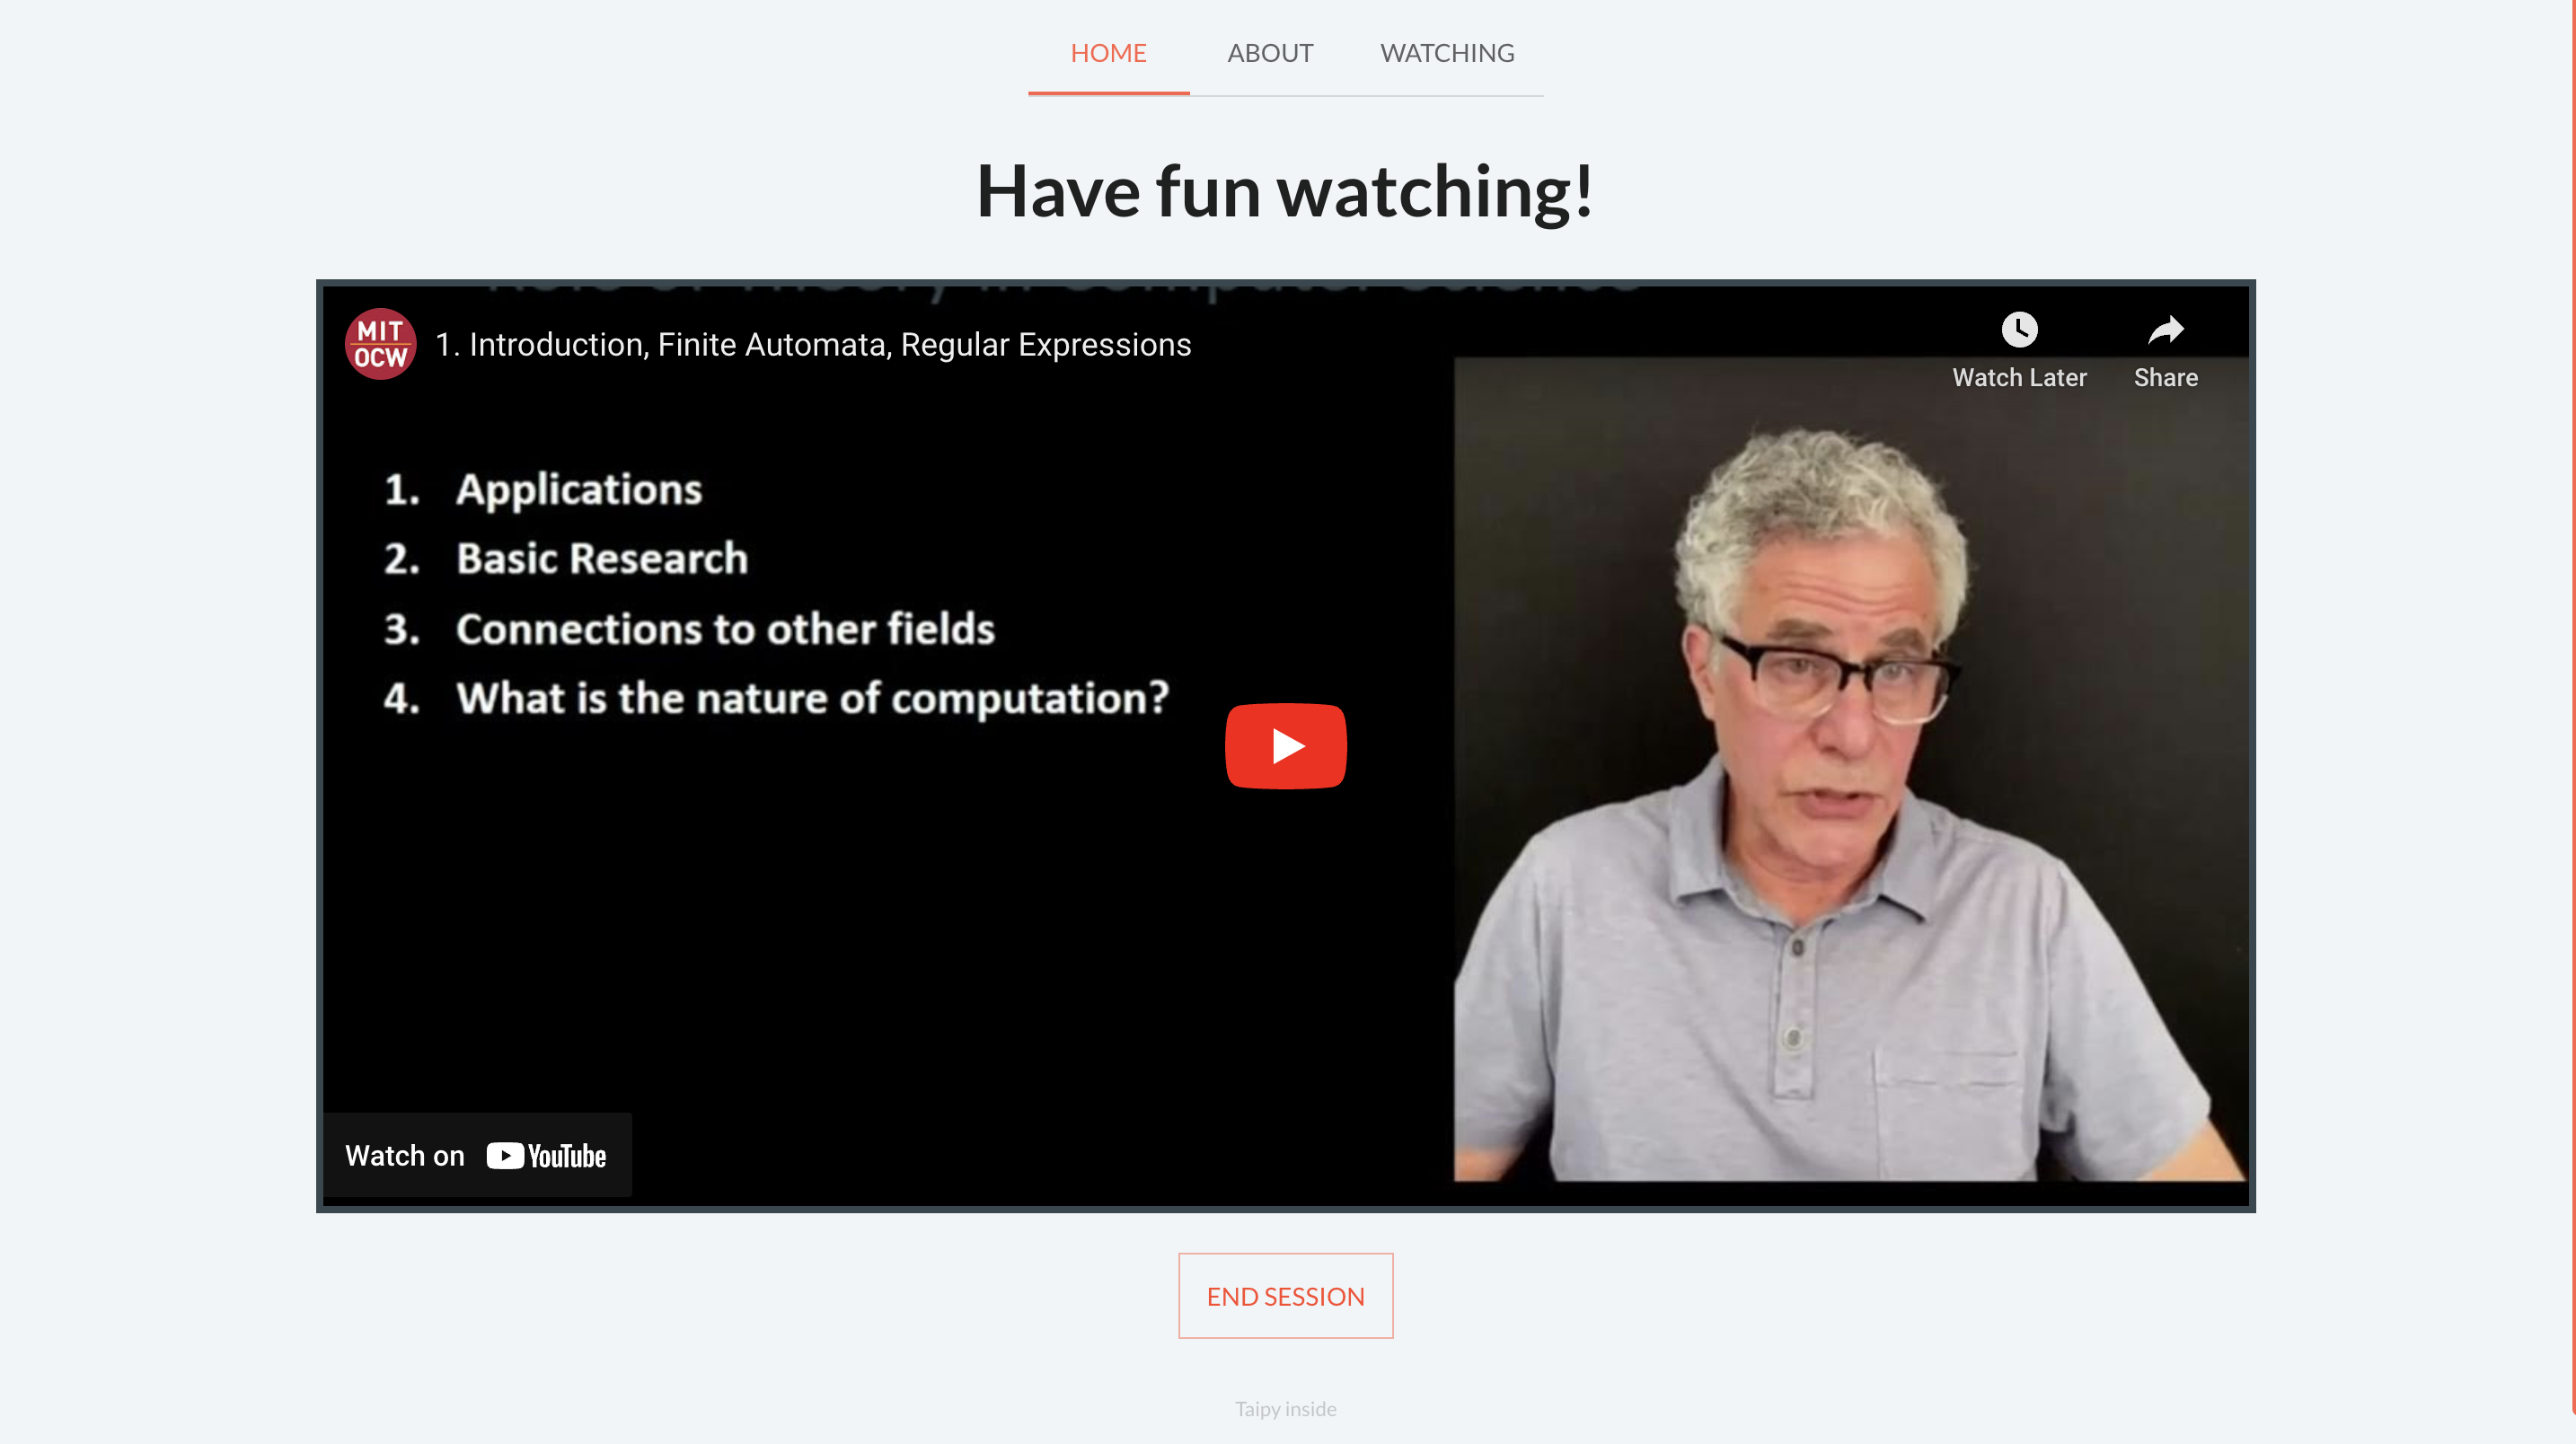 HOME ABOUT WATCHING
Have fun watching!
MIT
OCW
1. Introduction, Finite Automata, Regular Expressions
Watch Later
Share
1. Applications
2. Basic Research
3. Connections to other fields
4. What is the nature of computation?
Watch on YouTube
END SESSION
Taipy inside